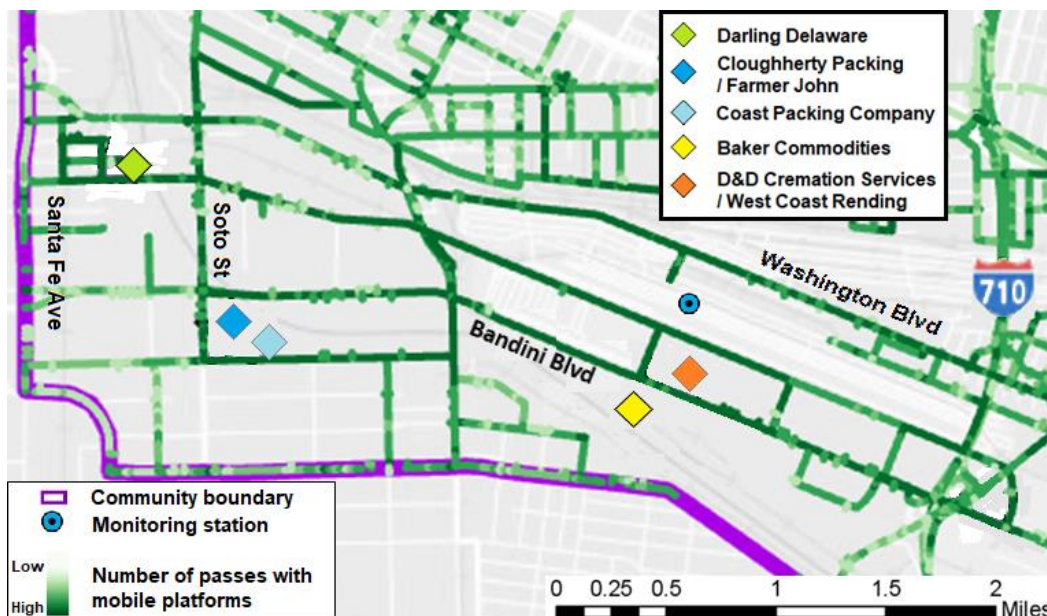 Darling Delaware
Cloughherty Packing
/ Farmer John
Coast Packing Company
Baker Commodities
D&D Cremation Services
/ West Coast Rending
Santa Fe Ave
Soto St
Washington Blvd
710
Bandini Blvd
Community boundary
Monitoring station
Low
High
Number of passes with
mobile platforms
0 0.25 0.5 1 1.5 2
Miles